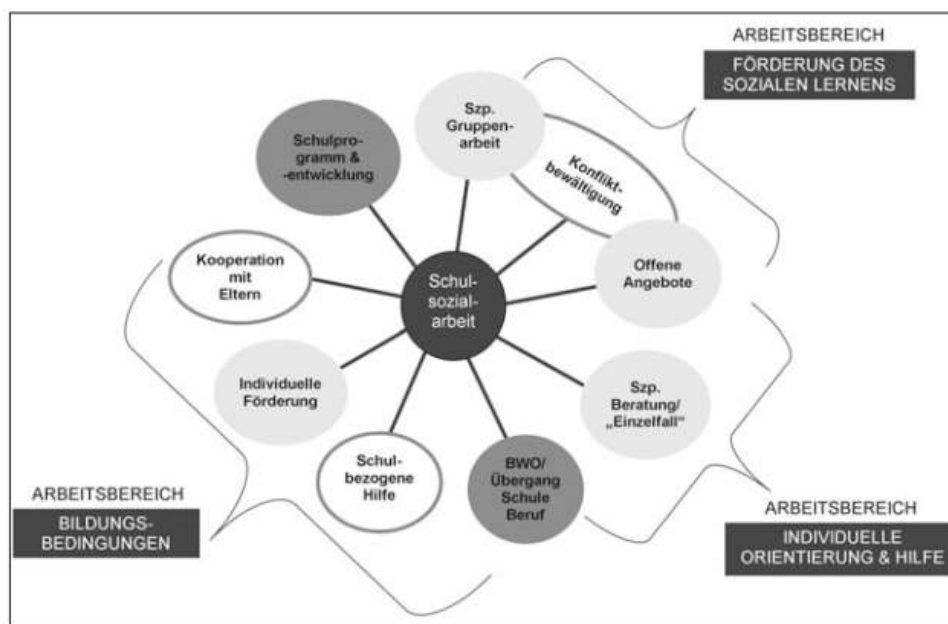 ARBEITSBEREICH
FÖRDERUNG DES
SOZIALEN LERNENS
Szp.
Gruppen-
arbeit
Schulpro-
gramm &
-entwicklung
Konflikt-
bewältigung
Kooperation
mit
Eltern
Offene
Angebote
Schul-
sozial-
arbeit
Individuelle
Förderung
Szp.
Beratung/
„Einzelfall“
Schul-
bezogene
Hilfe
BWO/
Übergang
Schule
Beruf
ARBEITSBEREICH
BILDUNGS-
BEDINGUNGEN
ARBEITSBEREICH
INDIVIDUELLE
ORIENTIERUNG & HILFE